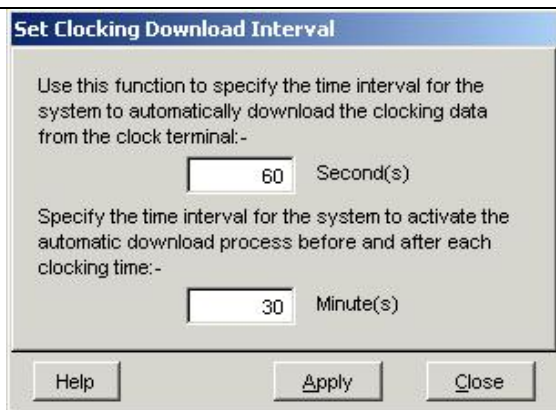 Set Clocking Download Interval
Use this function to specify the time interval for the
system to automatically download the clocking data
from the clock terminal:-
60 Second(s)
Specify the time interval for the system to activate the
automatic download process before and after each
clocking time:-
30 Minute(s)
Help Apply Close